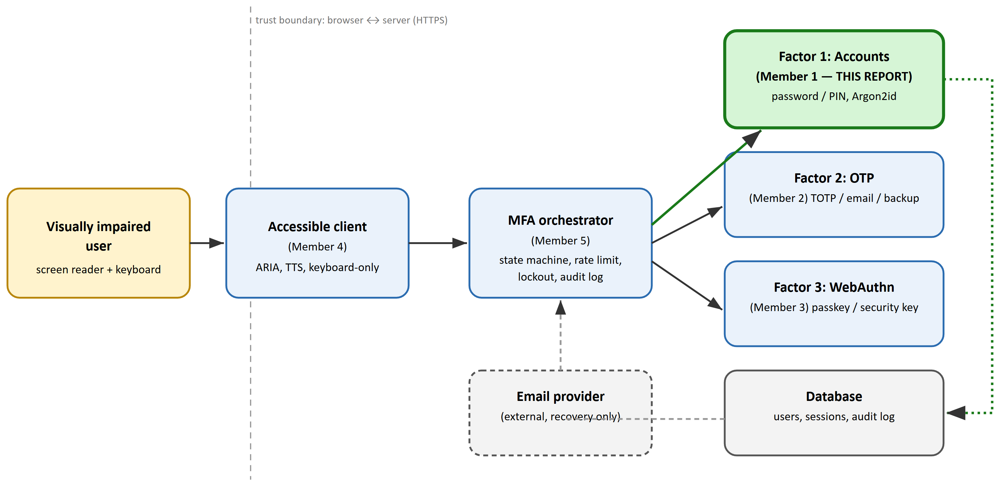 trust boundary: browser ↔ server (HTTPS)
Visually impaired
user
screen reader + keyboard
Accessible client
(Member 4)
ARIA, TTS, keyboard-only
MFA orchestrator
(Member 5)
state machine, rate limit,
lockout, audit log
Factor 1: Accounts
(Member 1 — THIS REPORT)
password / PIN, Argon2id
Factor 2: OTP
(Member 2) TOTP / email / backup
Factor 3: WebAuthn
(Member 3) passkey / security key
Email provider
(external, recovery only)
Database
users, sessions, audit log